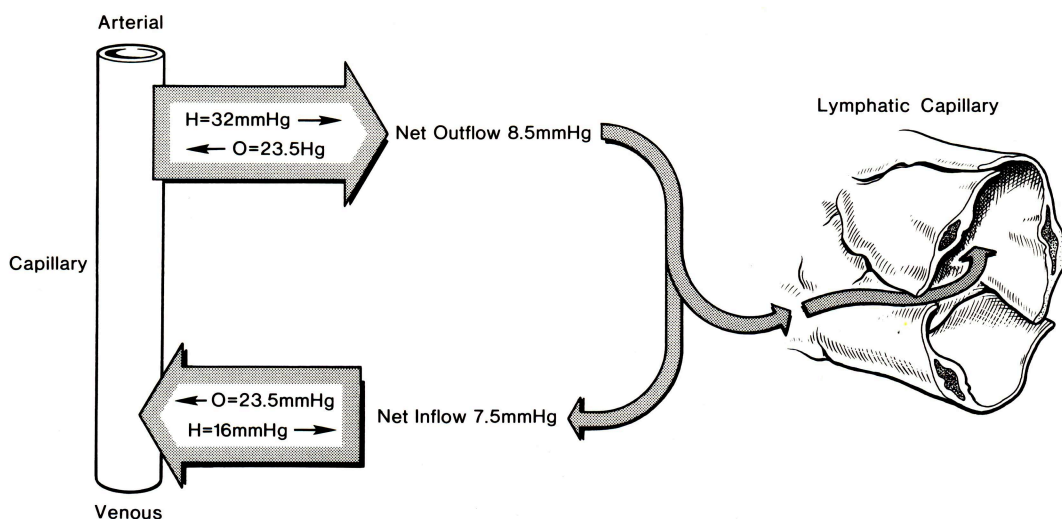 Arterial
H=32mmHg
O=23.5Hg
Net Outflow 8.5mmHg
Lymphatic Capillary
Capillary
O=23.5mmHg
H=16mmHg
Net Inflow 7.5mmHg
Venous